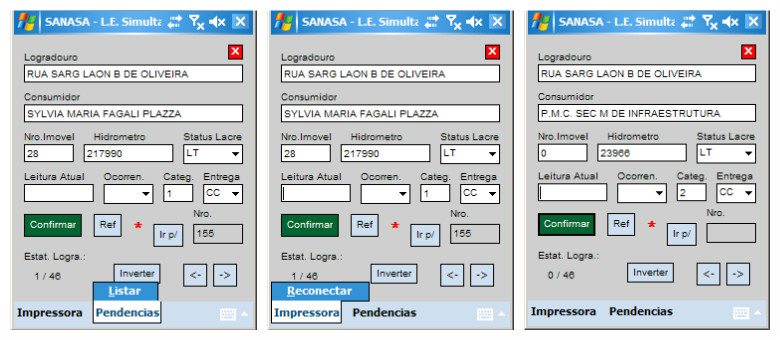 SANASA - L.E. Simulta
Logradouro
RUA SARG LAON B DE OLIVEIRA
Consumidor
SYLVIA MARIA FAGALI PLAZZA
Nro.Imovel Hidrometro Status Lacre
28 217990 LT
Leitura Atual Ocorren. Categ. Entrega
1 CC
Confirmar Ref * Ir p/ Nro.
155
Estat. Logra.:
1 / 46 Inverter <- ->
Listar
Impressora Pendencias
SANASA - L.E. Simulta
Logradouro
RUA SARG LAON B DE OLIVEIRA
Consumidor
SYLVIA MARIA FAGALI PLAZZA
Nro.Imovel Hidrometro Status Lacre
28 217990 LT
Leitura Atual Ocorren. Categ. Entrega
1 CC
Confirmar Ref * Ir p/ Nro.
155
Estat. Logra.:
1 / 46 Inverter <- ->
Reconectar
Impressora Pendencias
SANASA - L.E. Simulta
Logradouro
RUA SARG LAON B DE OLIVEIRA
Consumidor
P.M.C. SEC M DE INFRAESTRUTURA
Nro.Imovel Hidrometro Status Lacre
0 23966 LT
Leitura Atual Ocorren. Categ. Entrega
2 CC
Confirmar Ref * Ir p/ Nro.
Estat. Logra.:
0 / 46 Inverter <- ->
Impressora Pendencias